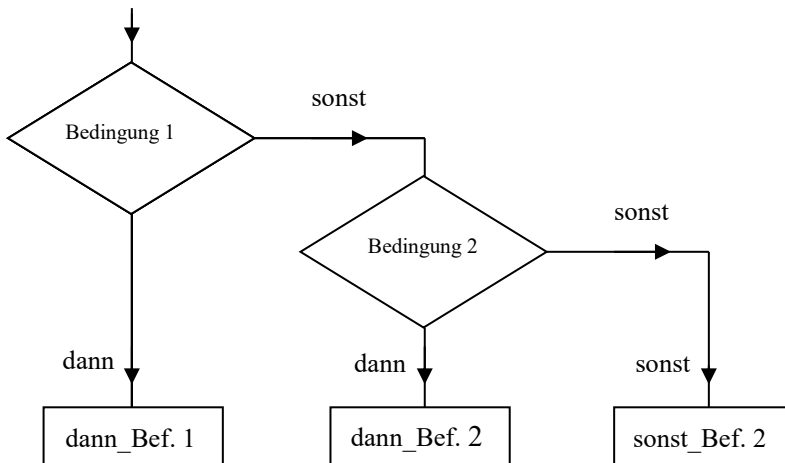 sonst
Bedingung 1
sonst
Bedingung 2
dann
dann
sonst
dann_Bef. 1
dann_Bef. 2
sonst_Bef. 2